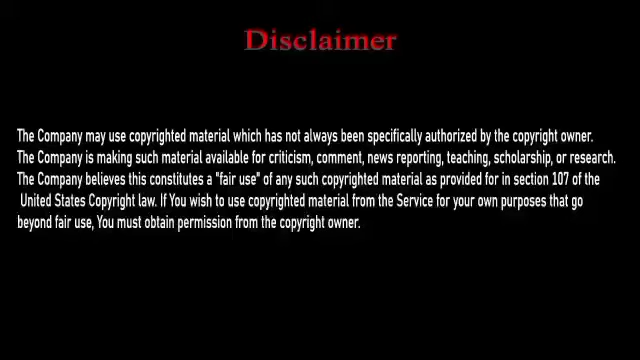 Disclaimer
The Company may use copyrighted material which has not always been specifically authorized by the copyright owner.
The Company is making such material available for criticism, comment, news reporting, teaching, scholarship, or research.
The Company believes this constitutes a "fair use" of any such copyrighted material as provided for in section 107 of the
United States Copyright law. If You wish to use copyrighted material from the Service for your own purposes that go
beyond fair use, You must obtain permission from the copyright owner.